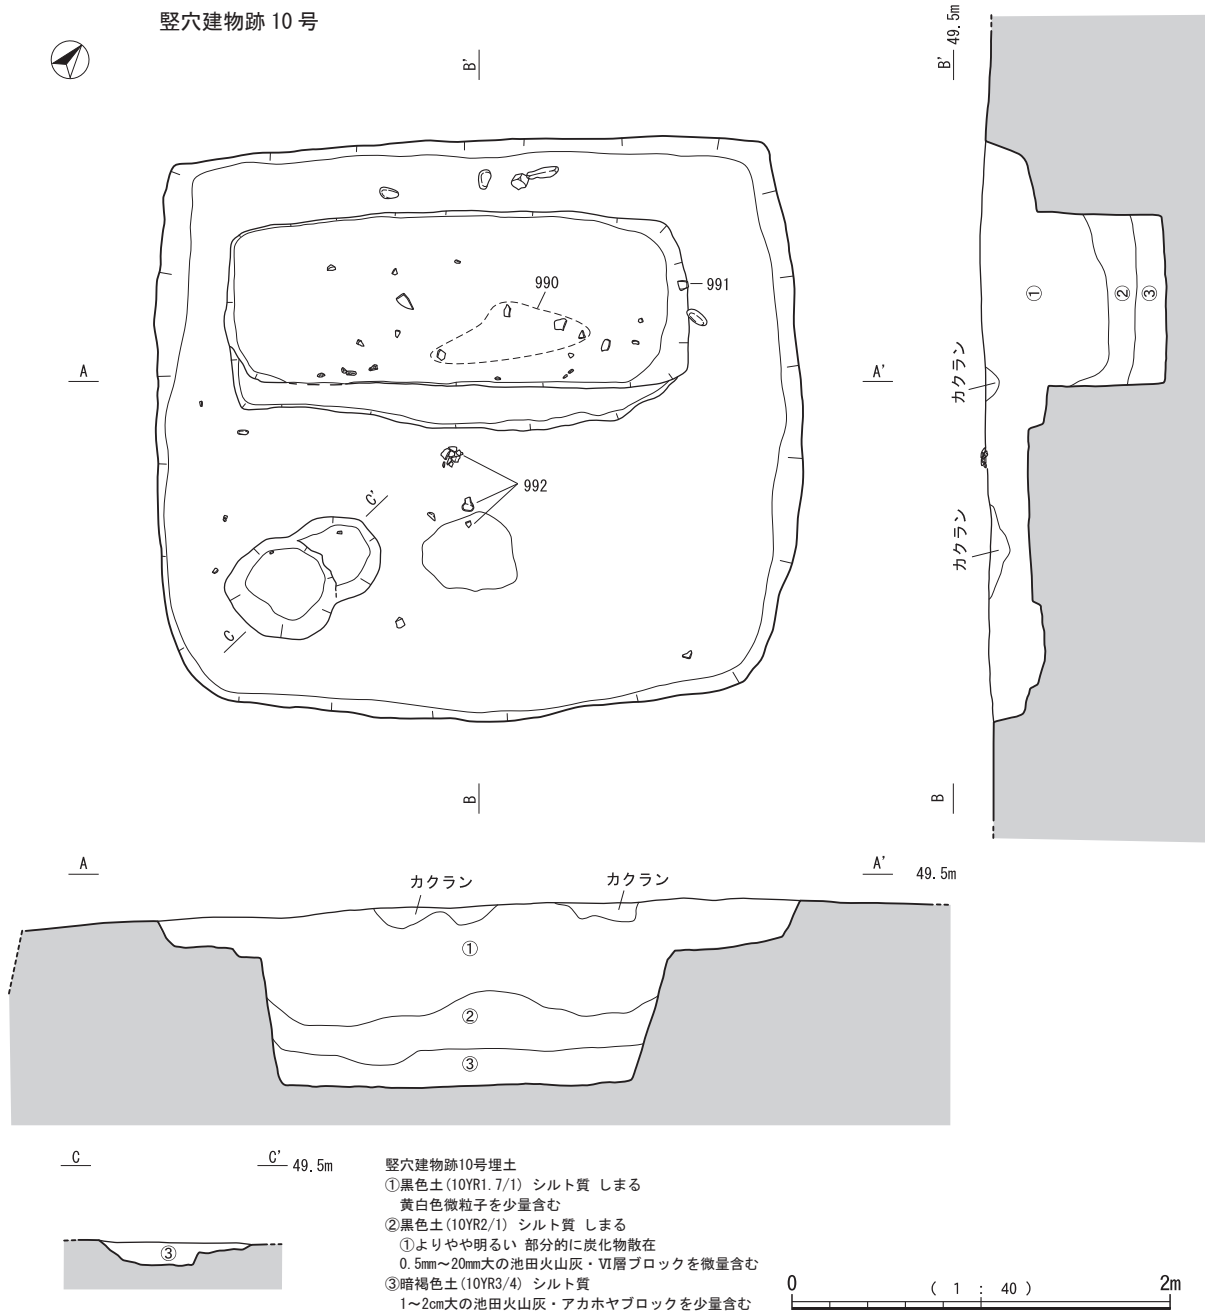 竪穴建物跡 10 号
B'
B'
49.5m
990
991
①
②
③
カクラン
A
A'
992
C'
カクラン
C
B
B
A
A'
49.5m
カクラン
カクラン
①
②
③
C
C'
49.5m
③
竪穴建物跡10号埋土
①黒色土(10YR1.7/1) シルト質 しまる
黄白色微粒子を少量含む
②黒色土(10YR2/1) シルト質 しまる
①よりやや明るい 部分的に炭化物散在
0.5mm～20mm大の池田火山灰・Ⅵ層ブロックを微量含む
③暗褐色土(10YR3/4) シルト質
1～2cm大の池田火山灰・アカホヤブロックを少量含む
0
( 1 : 40 )
2m